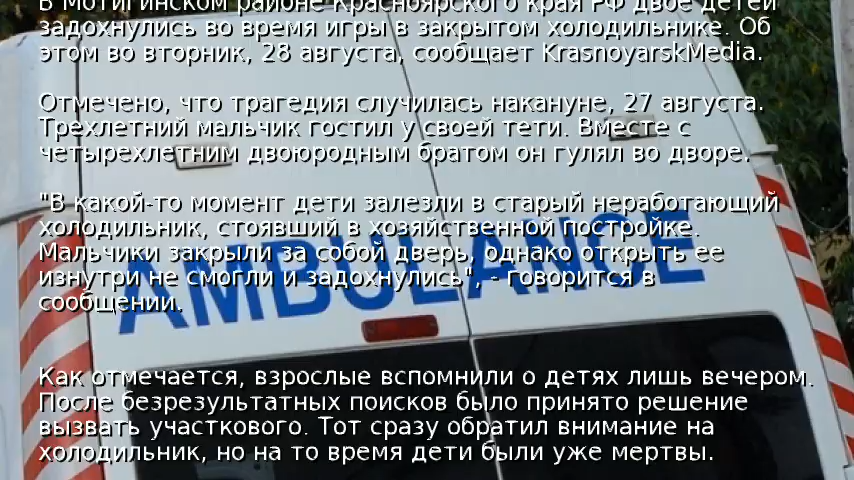 В Мотигинском районе Красноярского края РФ двое детей
задохнулись во время игры в закрытом холодильнике. Об
этом во вторник, 28 августа, сообщает KrasnoyarskMedia.
Отмечено, что трагедия случилась накануне, 27 августа.
Трехлетний мальчик гостил у своей тети. Вместе с
четырехлетним двоюродным братом он гулял во дворе.
"В какой-то момент дети залезли в старый неработающий
холодильник, стоявший в хозяйственной постройке.
Мальчики закрыли за собой дверь, однако открыть ее
изнутри не смогли и задохнулись", - говорится в
сообщении.
AMBULANCE
Как отмечается, взрослые вспомнили о детях лишь вечером.
После безрезультатных поисков было принято решение
вызвать участкового. Тот сразу обратил внимание на
холодильник, но на то время дети были уже мертвы.